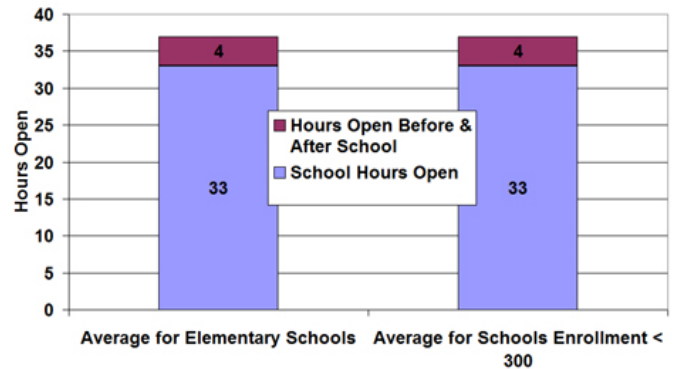 40
35
30
25
20
15
10
5
0
Hours Open
4
4
33
33
Hours Open Before &
After School
School Hours Open
Average for Elementary Schools
Average for Schools Enrollment <
300